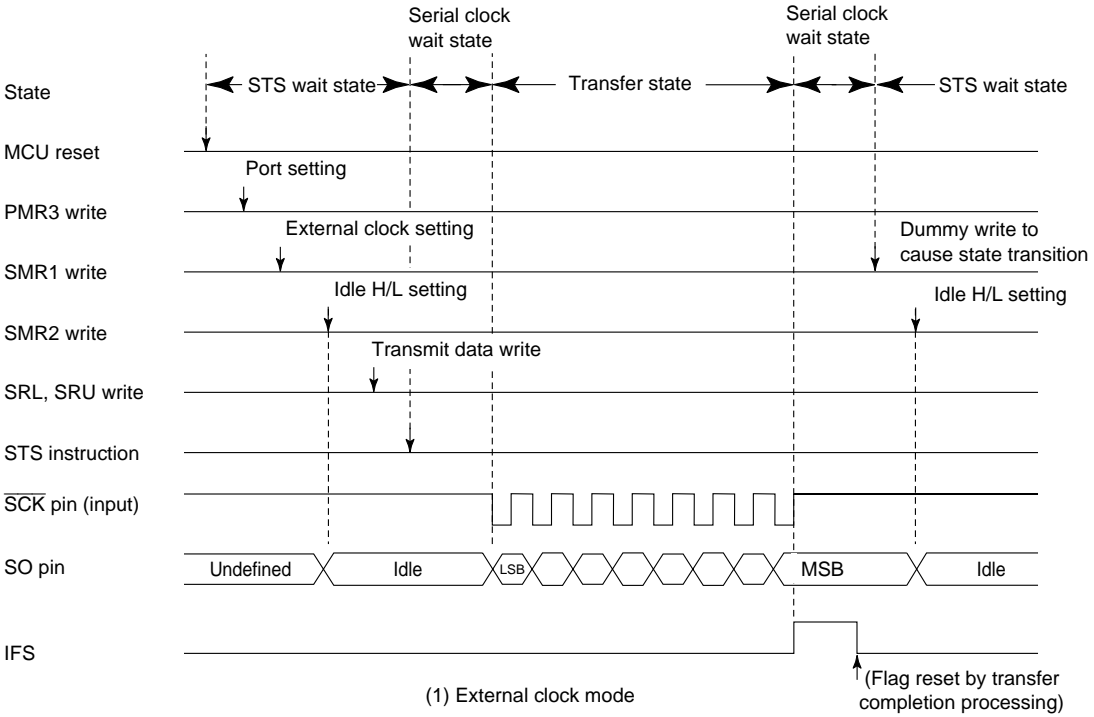 Serial clock
wait state
Serial clock
wait state
State
STS wait state
Transfer state
STS wait state
MCU reset
Port setting
PMR3 write
External clock setting
Dummy write to
cause state transition
SMR1 write
Idle H/L setting
Idle H/L setting
SMR2 write
Transmit data write
SRL, SRU write
STS instruction
SCK pin (input)
SO pin
Undefined
Idle
LSB
MSB
Idle
IFS
(Flag reset by transfer
completion processing)
(1) External clock mode